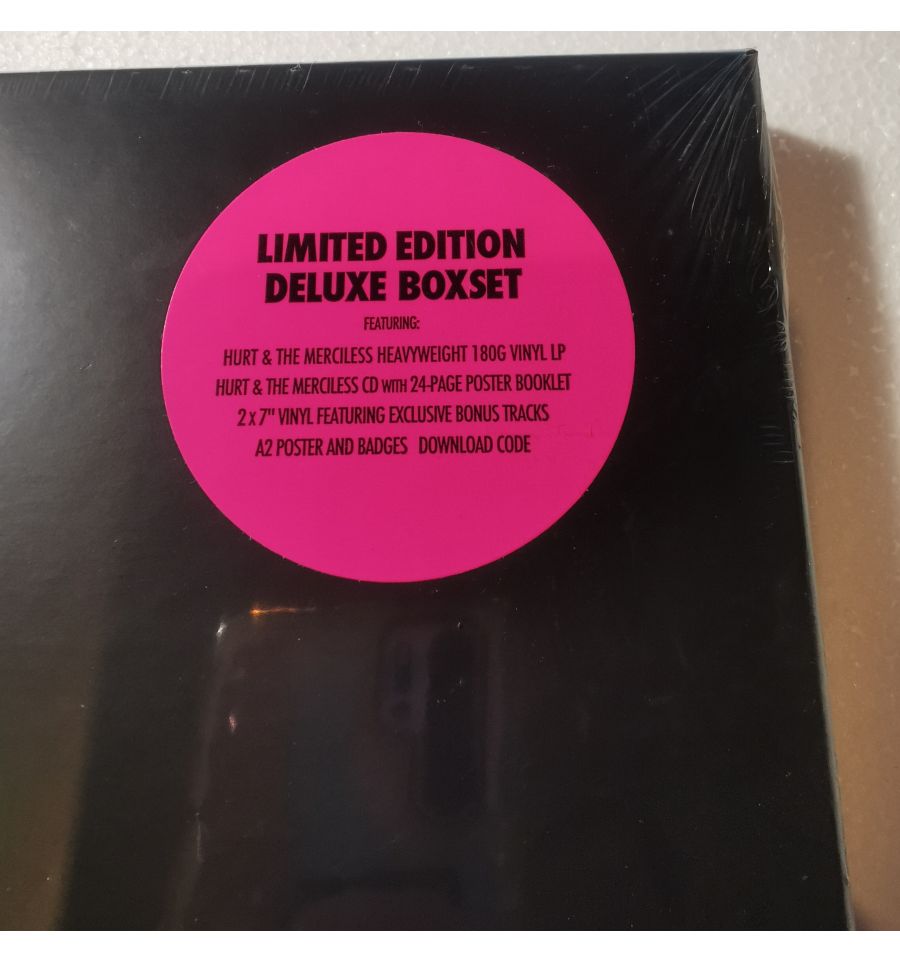 LIMITED EDITION
DELUXE BOXSET
FEATURING:
HURT & THE MERCILESS HEAVYWEIGHT 180G VINYL LP
HURT & THE MERCILESS CD WITH 24-PAGE POSTER BOOKLET
2 x 7" VINYL FEATURING EXCLUSIVE BONUS TRACKS
A2 POSTER AND BADGES DOWNLOAD CODE